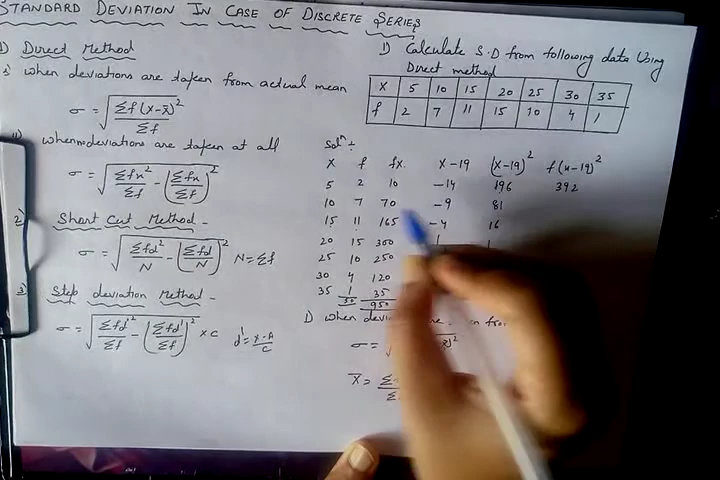 STANDARD DEVIATION IN CASE OF DISCRETE SERIES
1) Direct Method
i) when deviations are taken from actual mean
σ = √(Σf(x-x̄)²/Σf)
ii) when no deviations are taken at all
σ = √(Σfx²/Σf - (Σfx/Σf)²)
2) Short Cut Method -
σ = √(Σfd²/N - (Σfd/N)²) N = Σf
3) Step deviation Method -
σ = √(Σfd'²/Σf - (Σfd'/Σf)²) × C d' = x-A/C
1) Calculate S.D from following data Using
Direct method
X 5 10 15 20 25 30 35
f 2 7 11 15 10 4 1
Solⁿ :-
X f fx. X-19 (X-19)² f(x-19)²
5 2 10 -14 196 392
10 7 70 -9 81
15 11 165 -4 16
20 15 300 1 1
25 10 250
30 4 120
35 1 35
50 950
1) when
σ =
X̄ = Σ